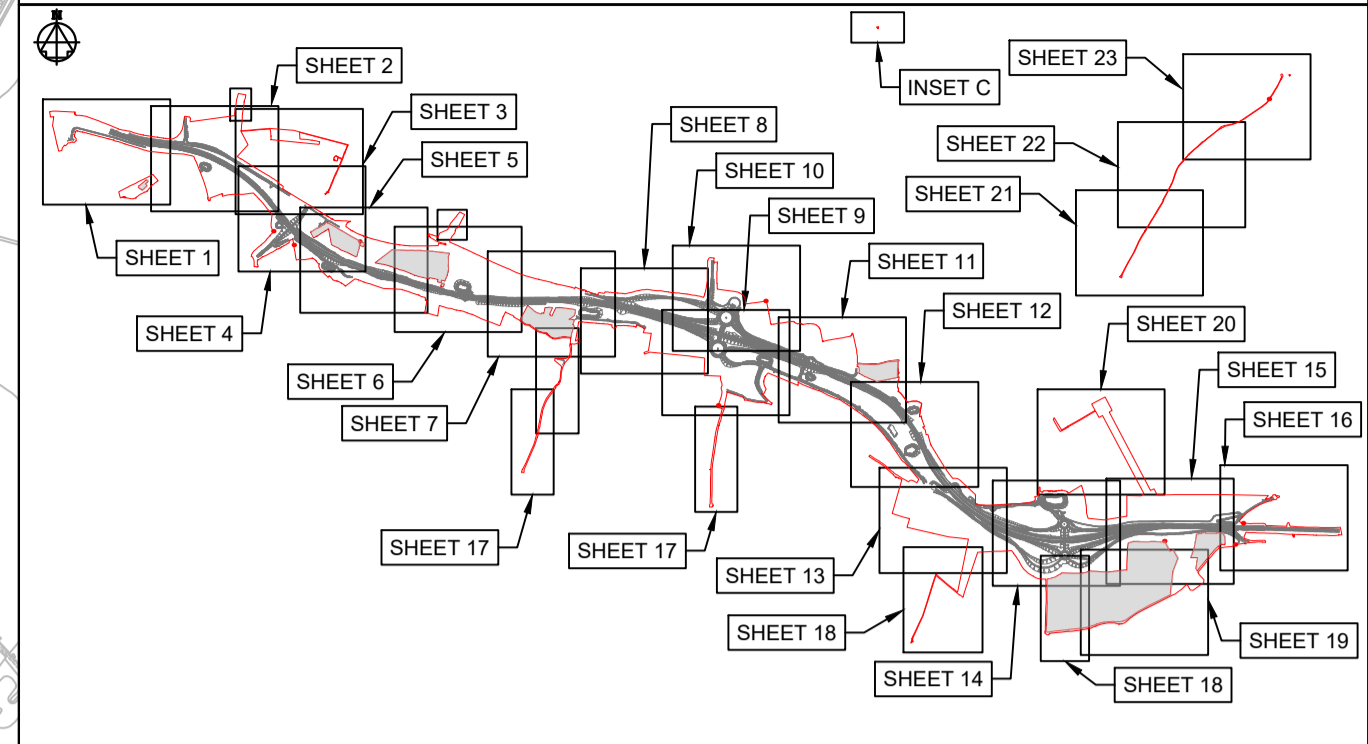 SHEET 2
INSET C
SHEET 23
SHEET 3
SHEET 8
SHEET 22
SHEET 5
SHEET 10
SHEET 21
SHEET 9
SHEET 1
SHEET 11
SHEET 12
SHEET 4
SHEET 20
SHEET 15
SHEET 6
SHEET 16
SHEET 7
SHEET 17
SHEET 17
SHEET 13
SHEET 18
SHEET 19
SHEET 14
SHEET 18